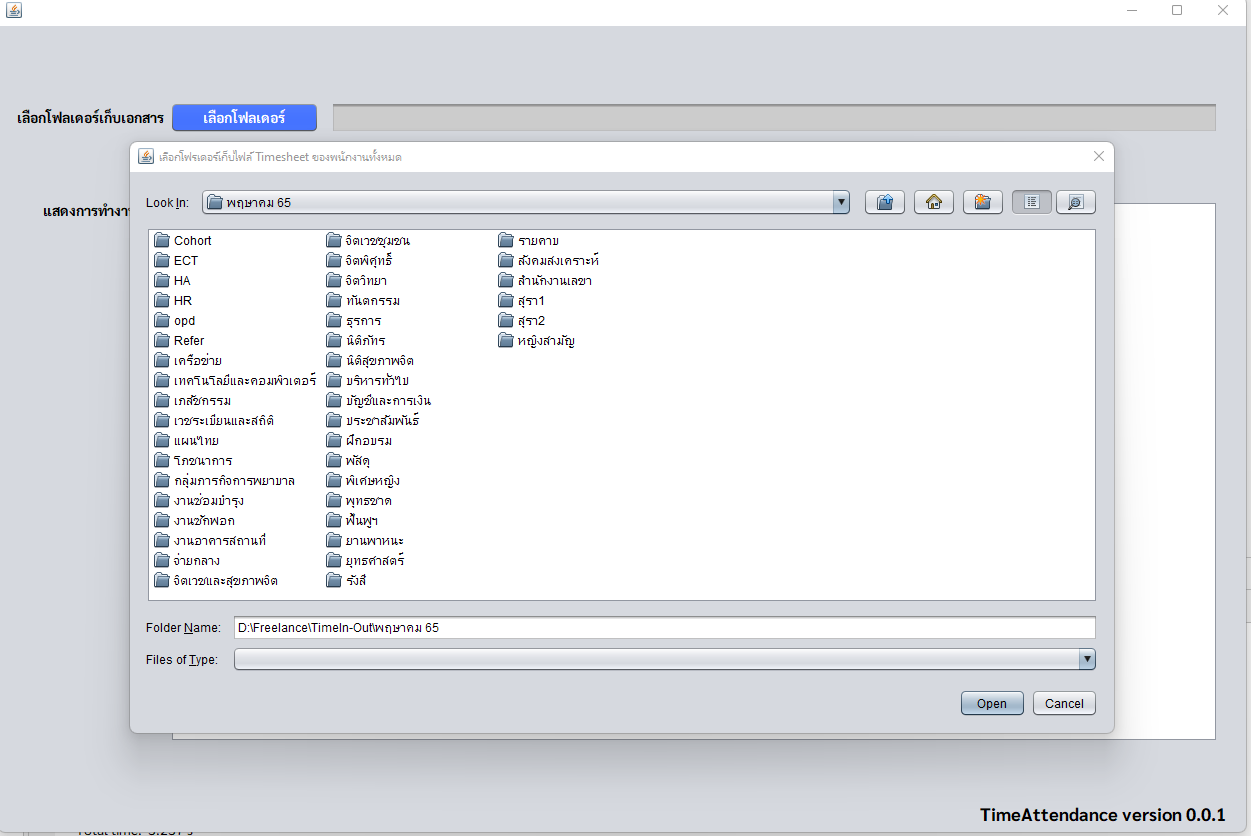 เลือกโฟลเดอร์เก็บเอกสาร
เลือกโฟลเดอร์
เลือกโฟรเดอร์เก็บไฟล์ Timesheet ของพนักงานทั้งหมด
Look In:
พฤษภาคม 65
แสดงการทำงาน
Cohort
ECT
HA
HR
opd
Refer
เครือข่าย
เทคโนโลยีและคอมพิวเตอร์
เภสัชกรรม
เวชระเบียนและสถิติ
แผนไทย
โภชนาการ
กลุ่มภารกิจการพยาบาล
งานซ่อมบำรุง
งานซักฟอก
งานอาคารสถานที่
จ่ายกลาง
จิตเวชและสุขภาพจิต
จิตเวชชุมชน
จิตพิศุทธิ์
จิตวิทยา
ทันตกรรม
ธุรการ
นิติภัทร
นิติสุขภาพจิต
บริหารทั่วไป
บัญชีและการเงิน
ประชาสัมพันธ์
ฝึกอบรม
พัสดุ
พิเศษหญิง
พุทธชาด
ฟื้นฟูฯ
ยานพาหนะ
ยุทธศาสตร์
รังสี
รายคาบ
สังคมสงเคราะห์
สำนักงานเลขา
สุรา1
สุรา2
หญิงสามัญ
Folder Name:
D:\Freelance\TimeIn-Out\พฤษภาคม 65
Files of Type:
Open
Cancel
TimeAttendance version 0.0.1